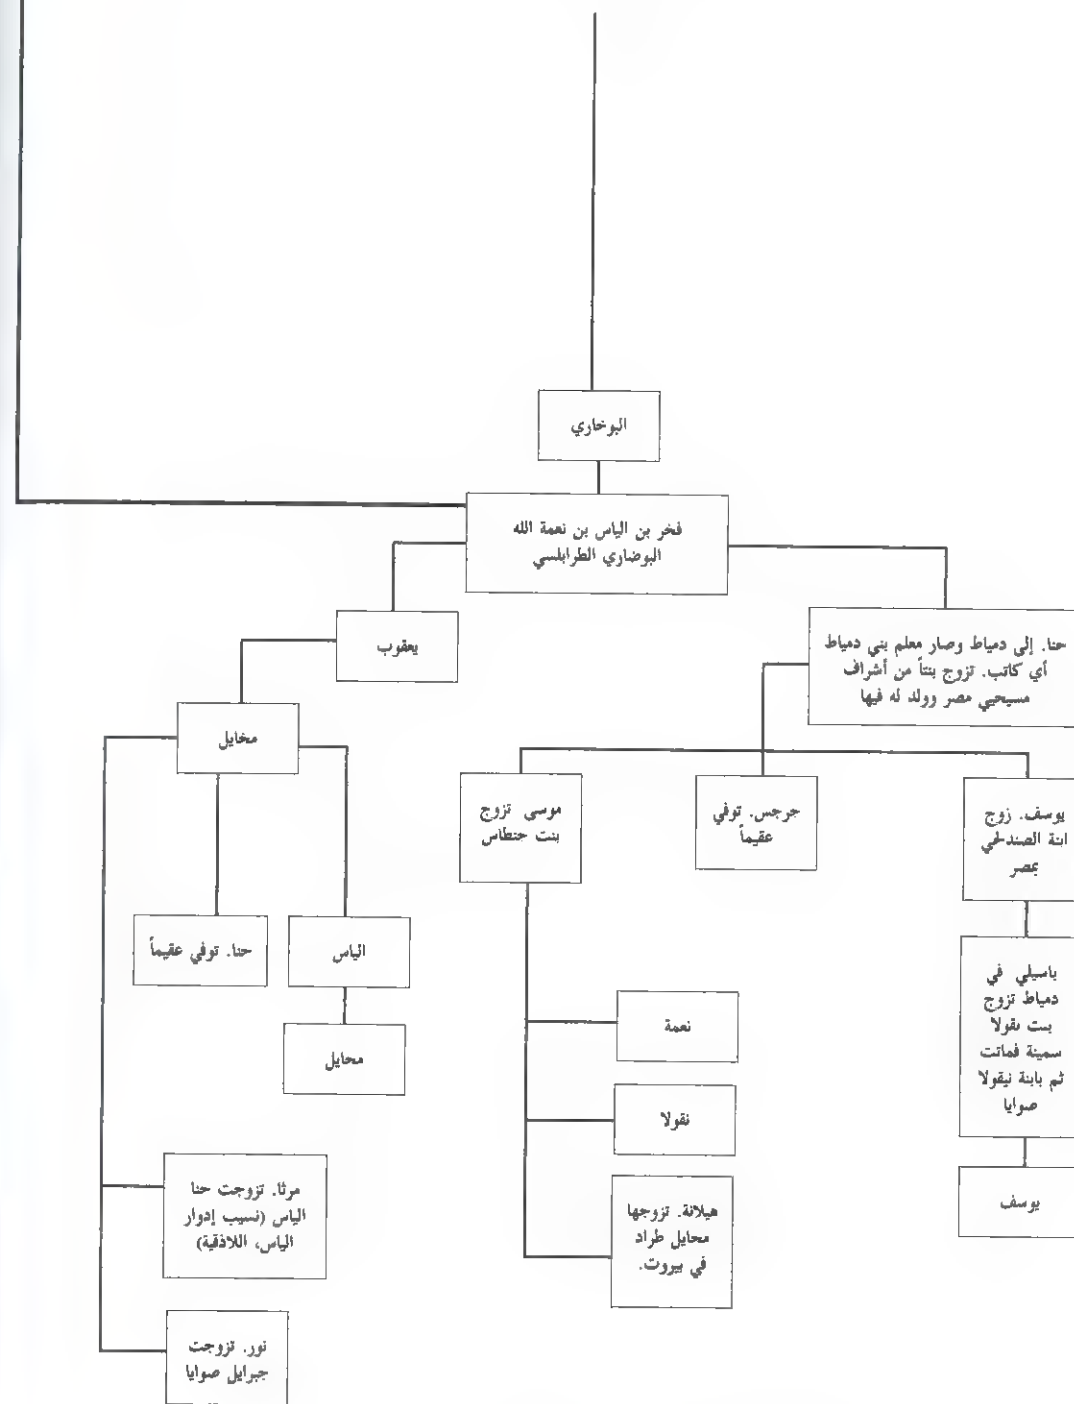 البوخاري
فخر بن الياس بن نعمة الله
البوضاري الطرابلسي
حنا. إلى دمياط وصار معلم بني دمياط
أي كاتب. تزوج بنتاً من أشراف
مسيحيي مصر وولد له فيها
يعقوب
مخايل
يوسف. زوج
ابنة الصندلحي
بمصر
جرجس. توفي
عقيماً
موسى تزوج
بنت حنطاس
الياس
حنا. توفي عقيماً
باسيلي في
دمياط تزوج
بنت نقولا
سمينة فماتت
ثم بابنة نيقولا
صوايا
نعمة
مخايل
نقولا
يوسف
هيلانة. تزوجها
مخايل طراد
في بيروت.
مرتا. تزوجت حنا
الياس (نسيب إدوار
الياس، اللاذقية)
نور. تزوجت
جبرايل صوايا